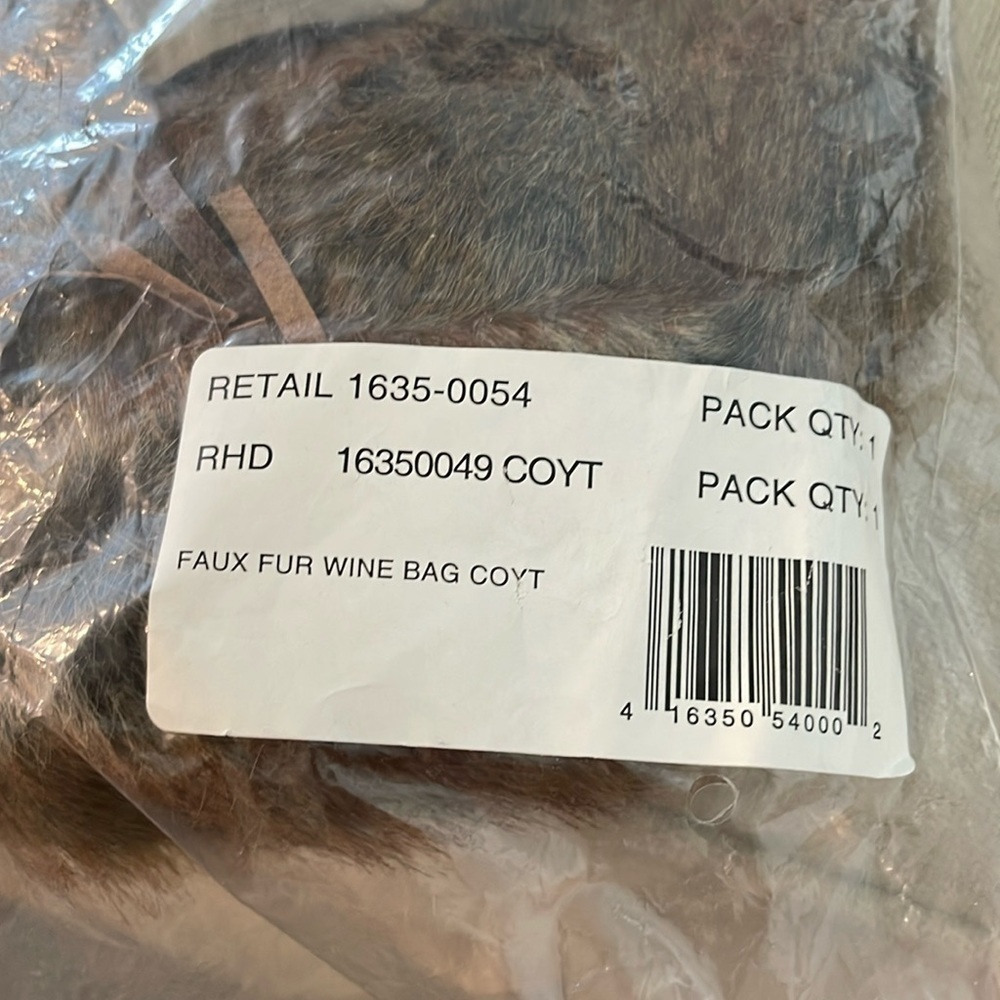 RETAIL 1635-0054 PACK QTY: 1
RHD 16350049 COYT PACK QTY: 1
FAUX FUR WINE BAG COYT
4 16350 54000 2